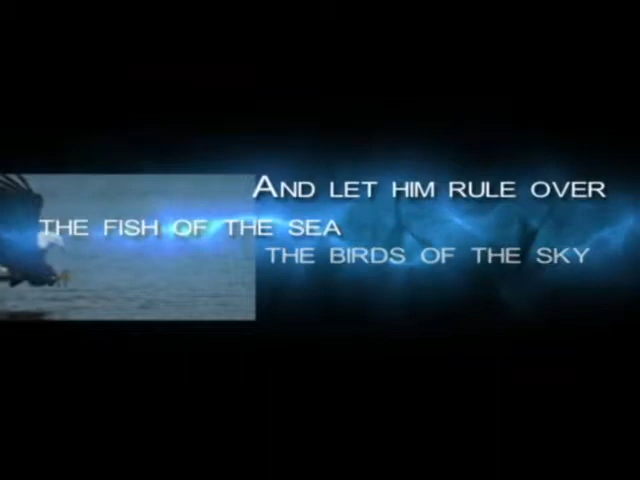 AND LET HIM RULE OVER
THE FISH OF THE SEA
THE BIRDS OF THE SKY